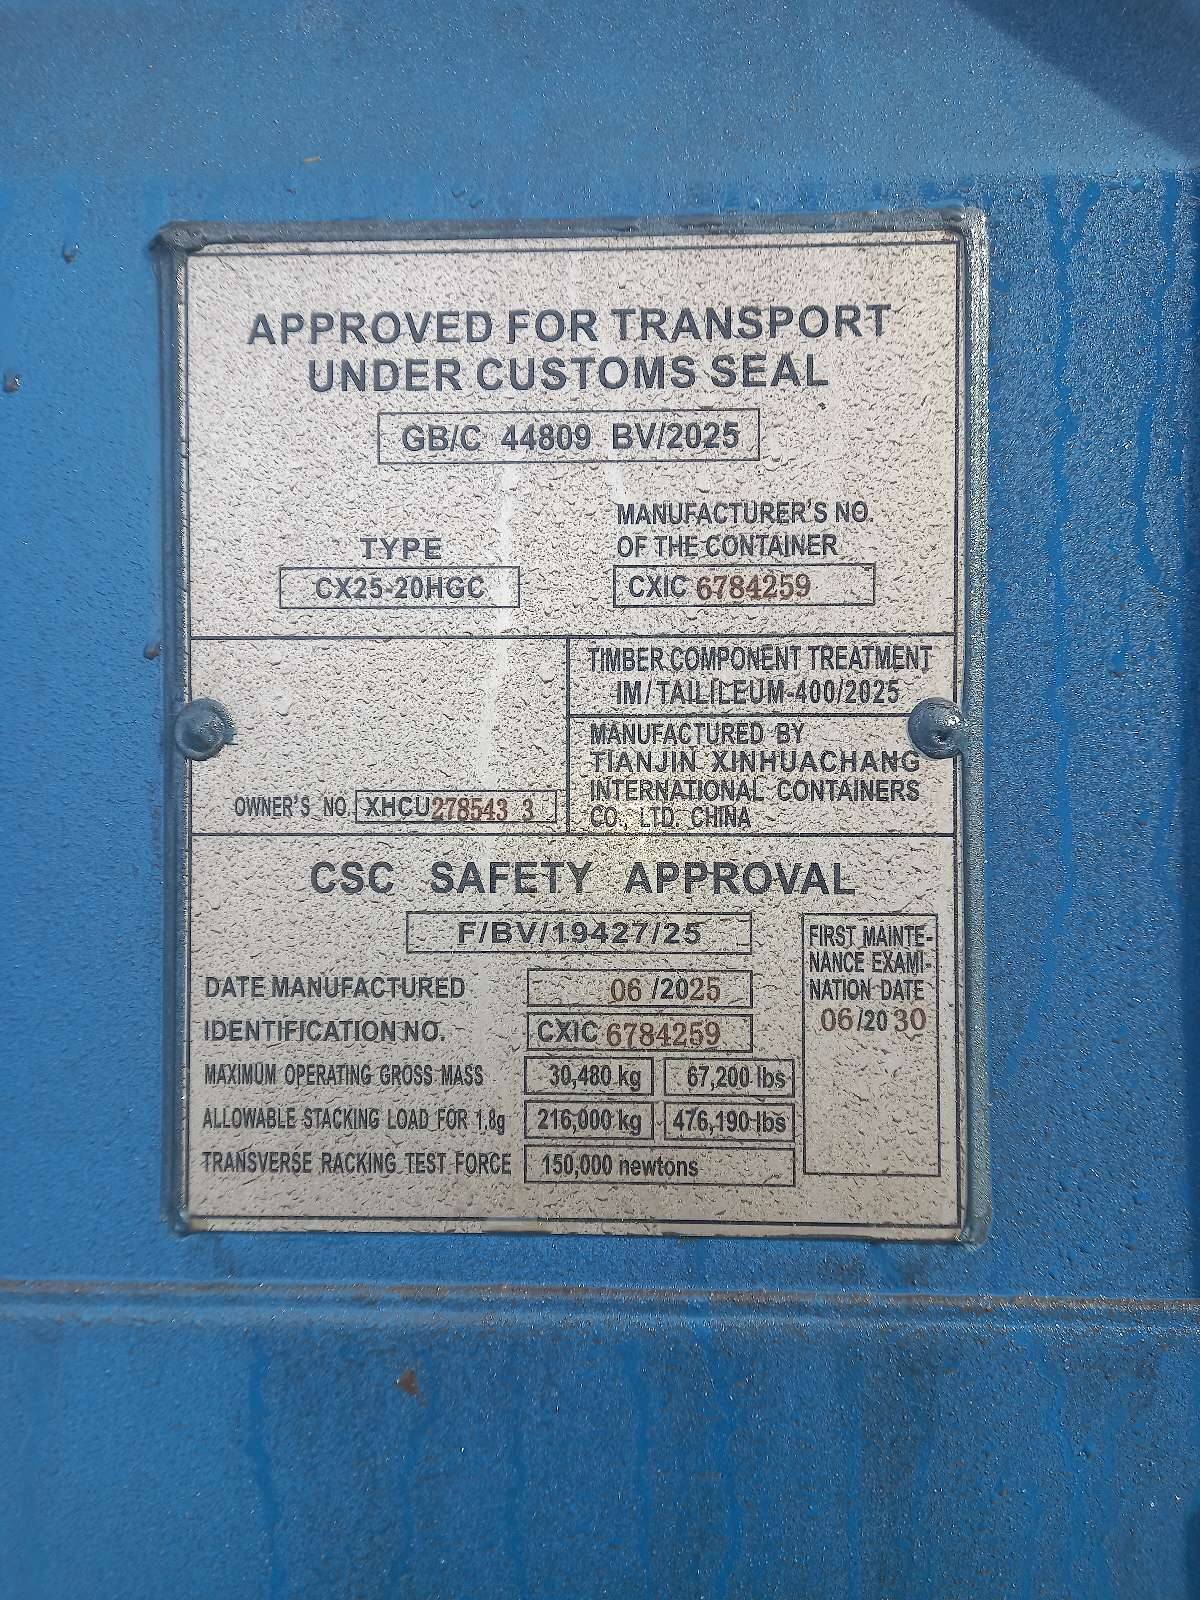 APPROVED FOR TRANSPORT
UNDER CUSTOMS SEAL
GB/C 44809 BV/2025
TYPE
CX25-20HGC
MANUFACTURER'S NO.
OF THE CONTAINER
CXIC 6784259
TIMBER COMPONENT TREATMENT
IM/TAILILEUM-400/2025
MANUFACTURED BY
TIANJIN XINHUACHANG
INTERNATIONAL CONTAINERS
CO., LTD. CHINA
OWNER'S NO. XHCU278543 3
CSC SAFETY APPROVAL
F/BV/19427/25
DATE MANUFACTURED 06 /2025
IDENTIFICATION NO. CXIC 6784259
MAXIMUM OPERATING GROSS MASS 30,480 kg 67,200 lbs
ALLOWABLE STACKING LOAD FOR 1.8g 216,000 kg 476,190 lbs
TRANSVERSE RACKING TEST FORCE 150,000 newtons
FIRST MAINTE-
NANCE EXAMI-
NATION DATE
06/20 30